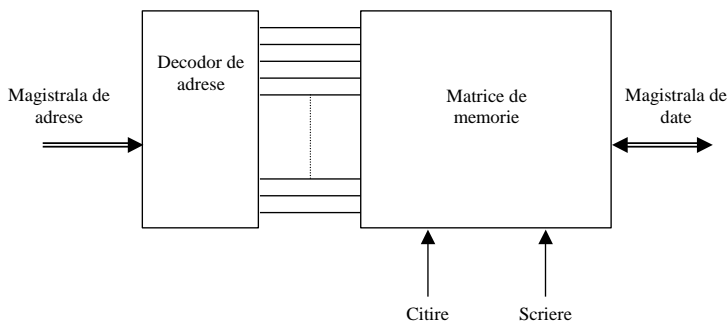 Decodor de
adrese
Magistrala de
adrese
Matrice de
memorie
Magistrala de
date
Citire
Scriere